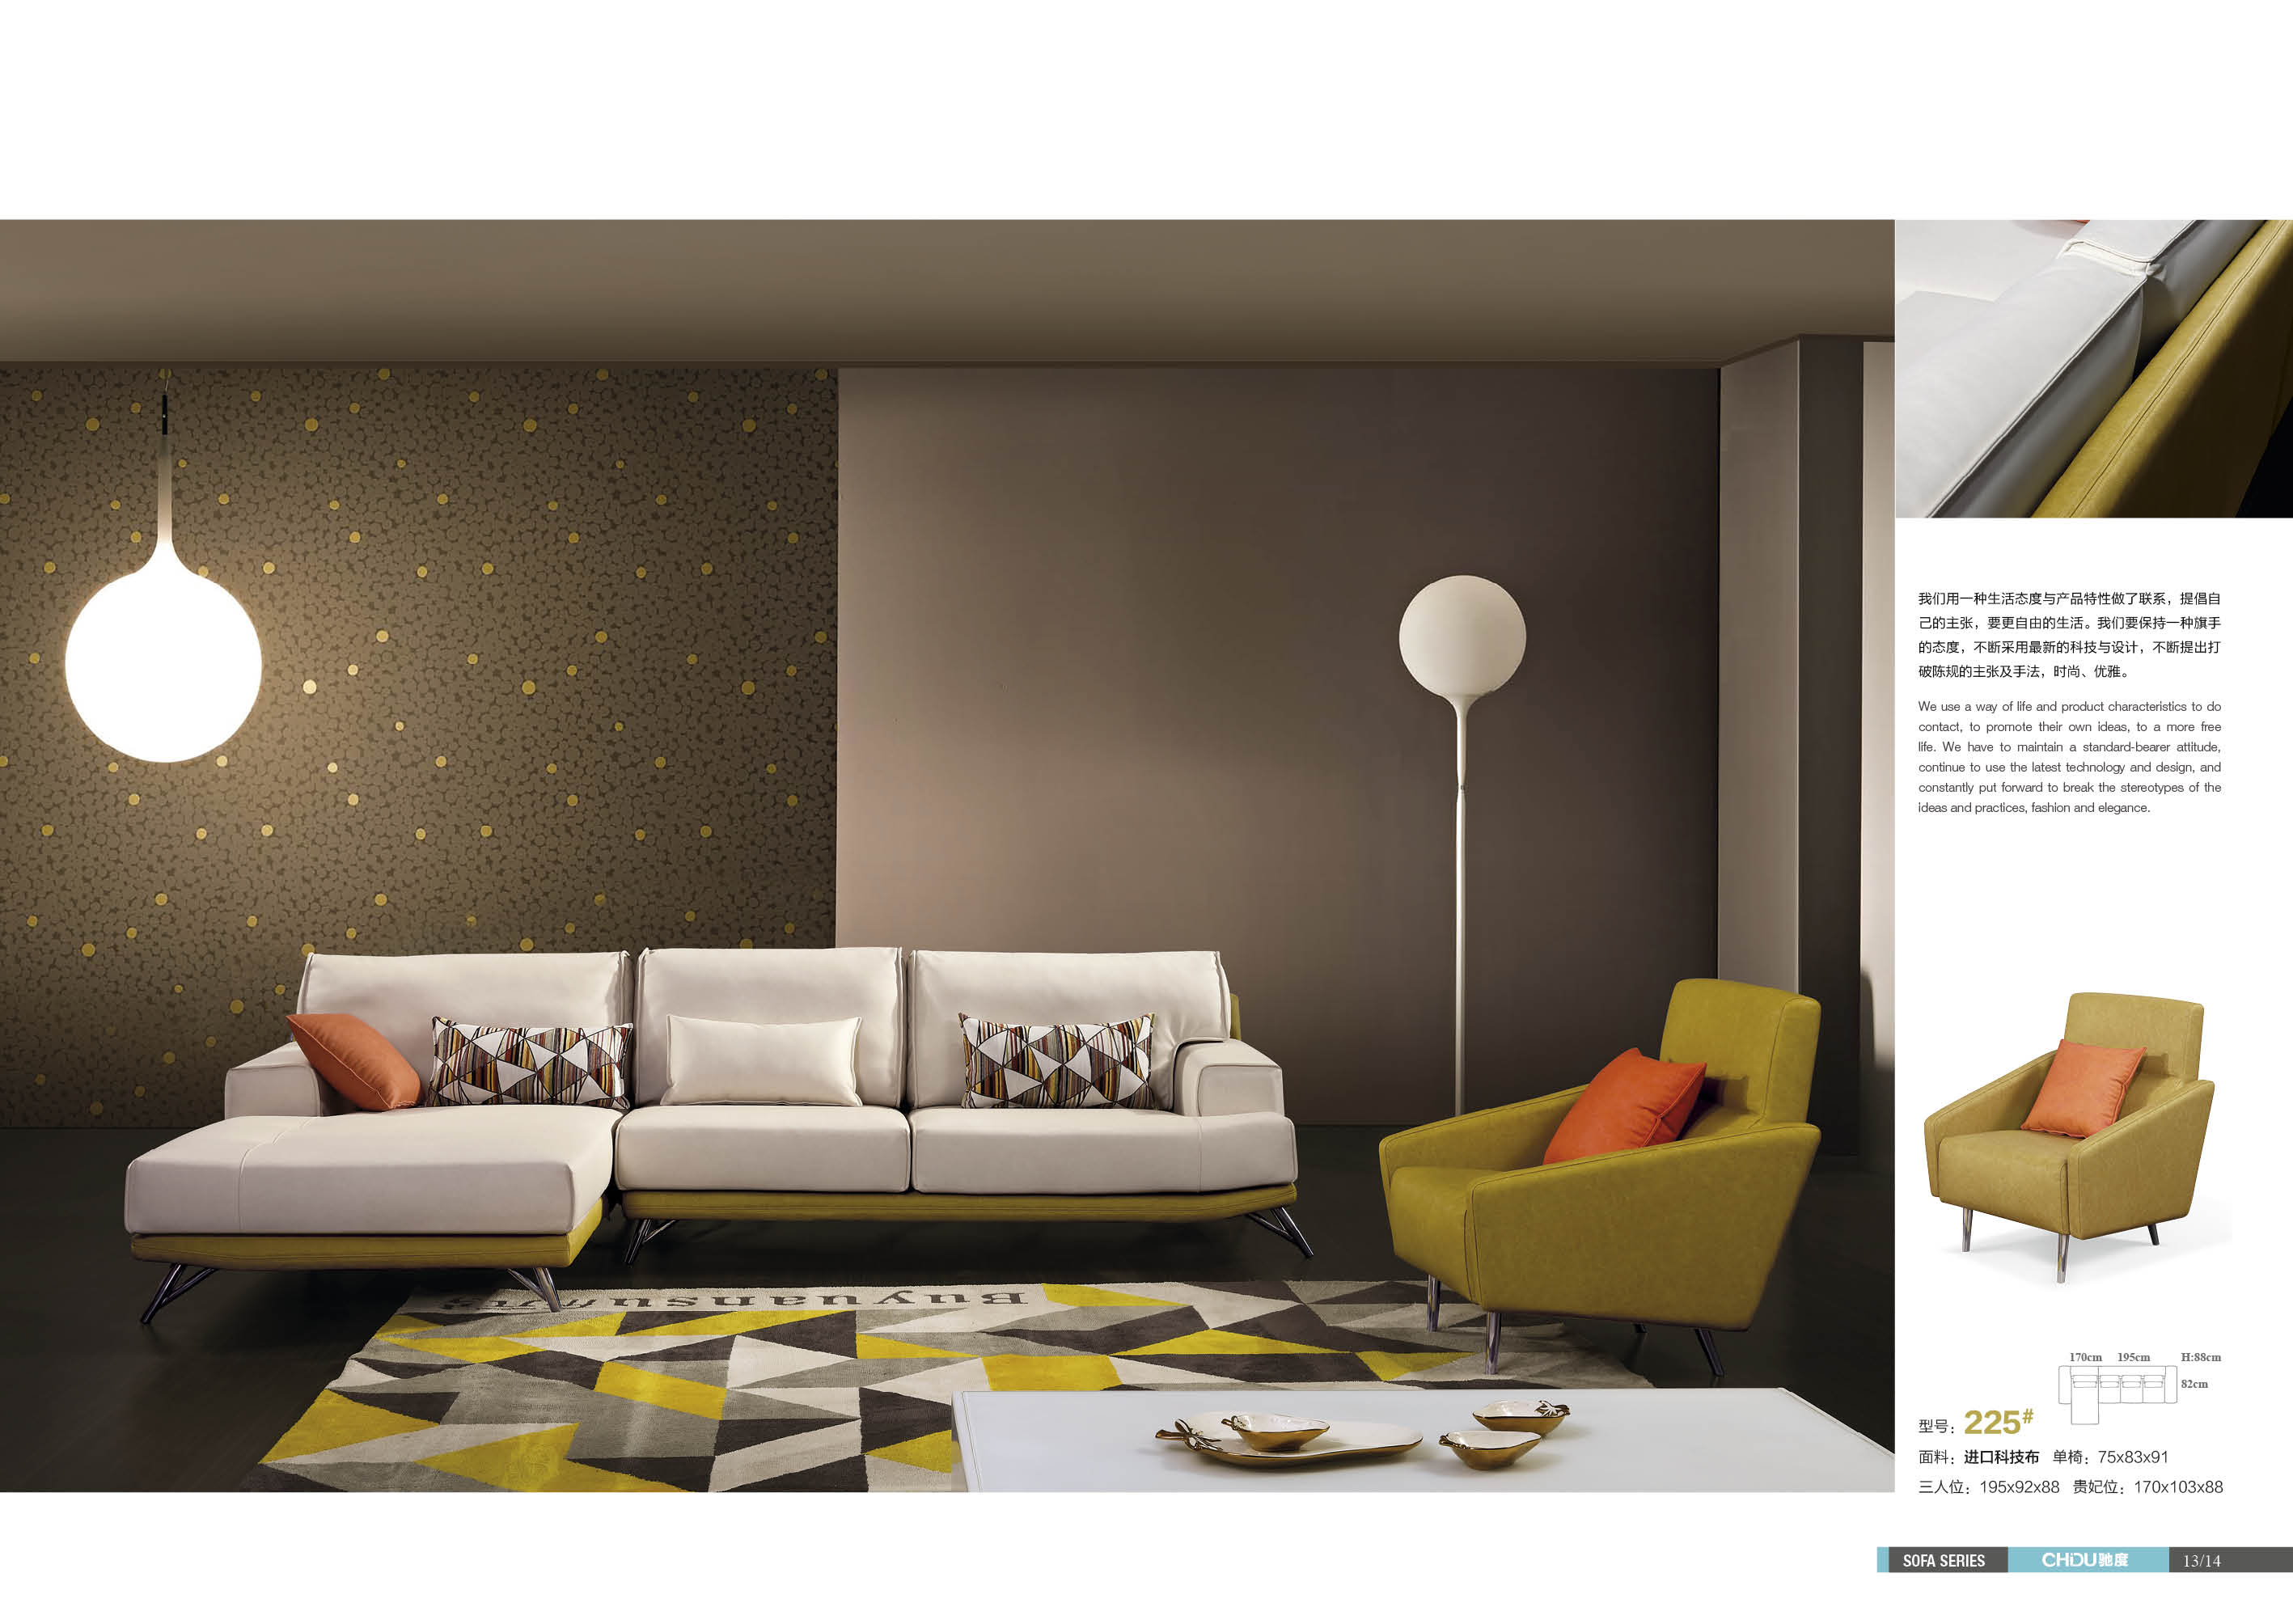 我们用一种生活态度与产品特性做了联系，提倡自
己的主张，要更自由的生活。我们要保持一种旗手
的态度，不断采用最新的科技与设计，不断提出打
破陈规的主张及手法，时尚、优雅。
We use a way of life and product characteristics to do
contact, to promote their own ideas, to a more free
life. We have to maintain a standard-bearer attitude,
continue to use the latest technology and design, and
constantly put forward to break the stereotypes of the
ideas and practices, fashion and elegance.
170cm 195cm H:88cm
82cm
型号：225#
面料：进口科技布 单椅：75x83x91
三人位：195x92x88 贵妃位：170x103x88
SOFA SERIES CHiDU驰度 13/14